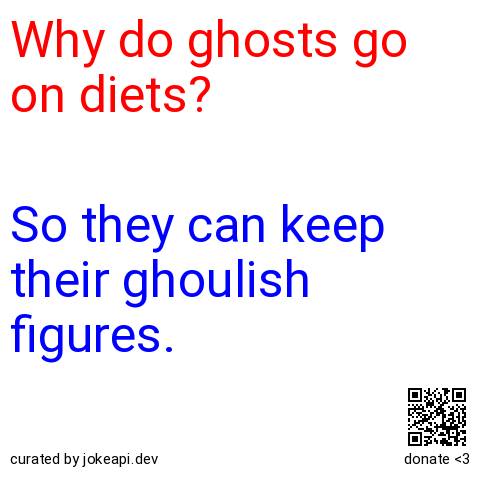 Why do ghosts go
on diets?
So they can keep
their ghoulish
figures.
curated by jokeapi.dev
donate <3